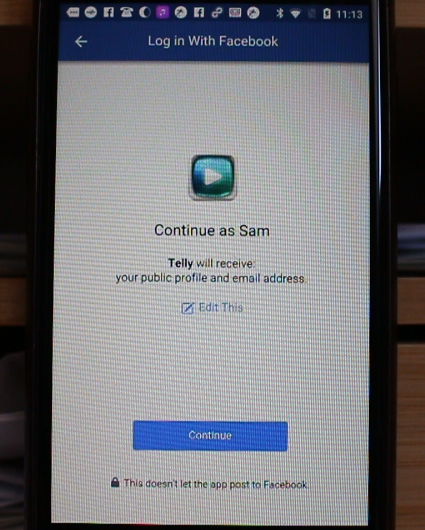 11:13
Log in With Facebook
Continue as Sam
Telly will receive:
your public profile and email address.
Edit This
Continue
This doesn't let the app post to Facebook.